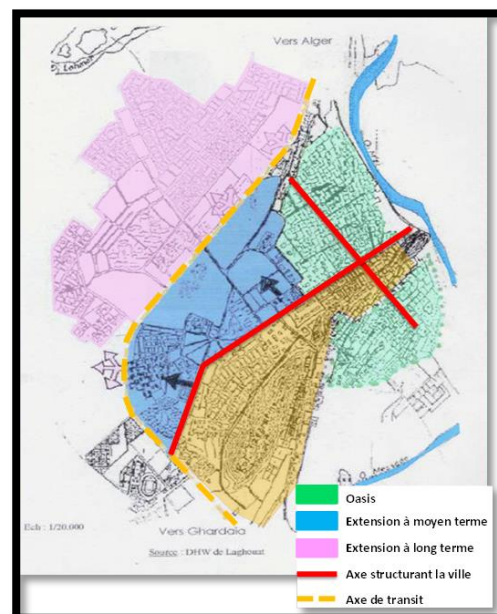 Vers Alger
Oasis
Extension à moyen terme
Extension à long terme
Axe structurant la ville
Axe de transit
Ech : 1/20.000
Vers Ghardaia
Source : DHW de Laghouat